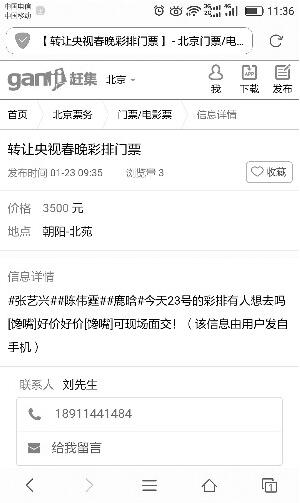 中国电信
中国移动
11:36
【转让央视春晚彩排门票】- 北京门票/电...
ganji 赶集 北京
我 下载 发布
首页 北京票务 门票/电影票 信息详情
转让央视春晚彩排门票
发布时间 01-23 09:35 浏览量 3 收藏
价格 3500 元
地点 朝阳-北苑
信息详情
#张艺兴##陈伟霆##鹿晗#今天23号的彩排有人想去吗
[馋嘴]好价好价[馋嘴]可现场面交！（该信息由用户发自
手机）
联系人 刘先生
18911441484
给我留言
1